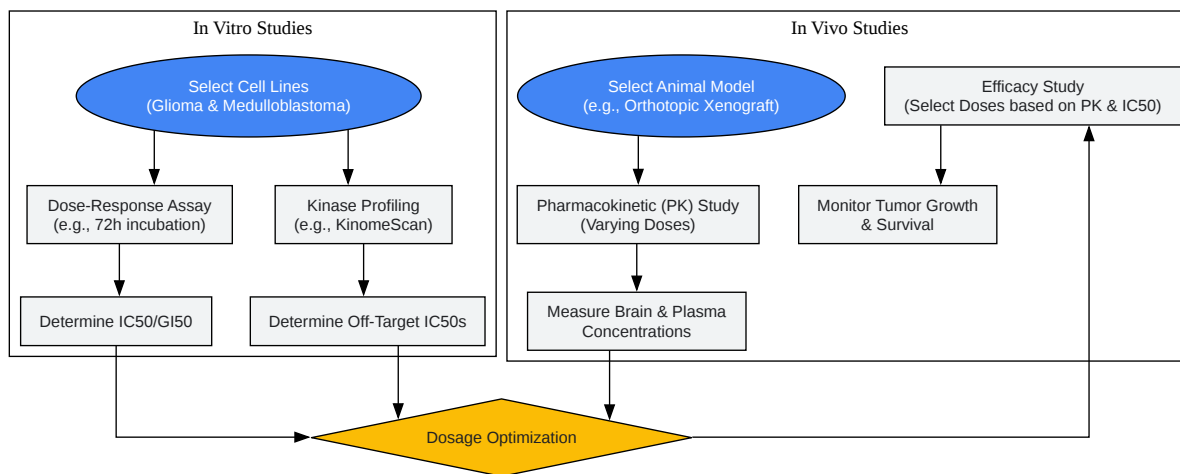 In Vitro Studies
Select Cell Lines
(Glioma & Medulloblastoma)
Dose-Response Assay
(e.g., 72h incubation)
Kinase Profiling
(e.g., KinomeScan)
Determine IC50/GI50
Determine Off-Target IC50s
In Vivo Studies
Select Animal Model
(e.g., Orthotopic Xenograft)
Efficacy Study
(Select Doses based on PK & IC50)
Pharmacokinetic (PK) Study
(Varying Doses)
Monitor Tumor Growth
& Survival
Measure Brain & Plasma
Concentrations
Dosage Optimization